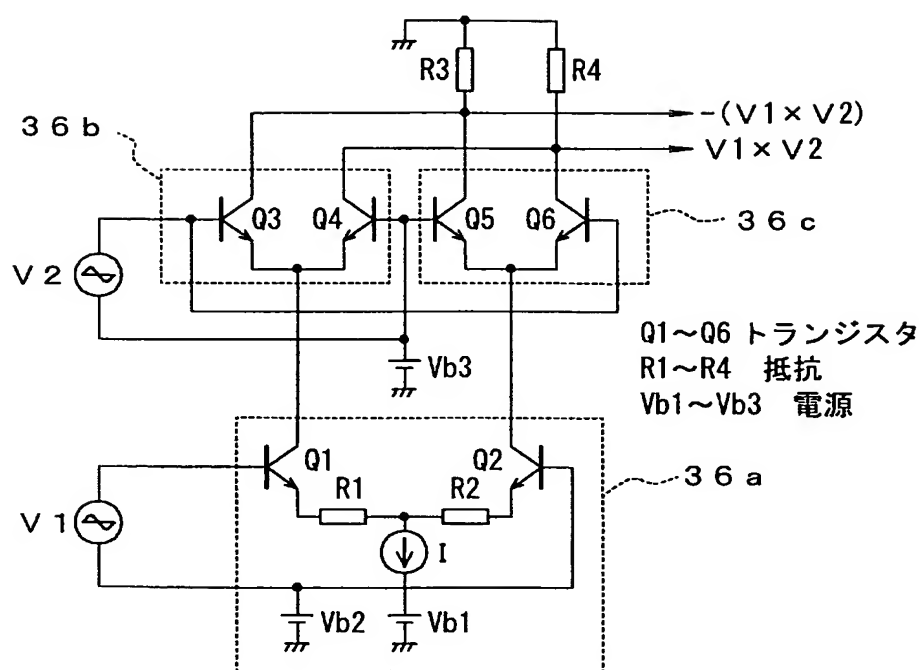 R3
R4
-(V1×V2)
V1×V2
36b
Q3
Q4
Q5
Q6
36c
V2
Vb3
Q1~Q6 トランジスタ
R1~R4 抵抗
Vb1~Vb3 電源
Q1
Q2
R1
R2
36a
V1
I
Vb2
Vb1